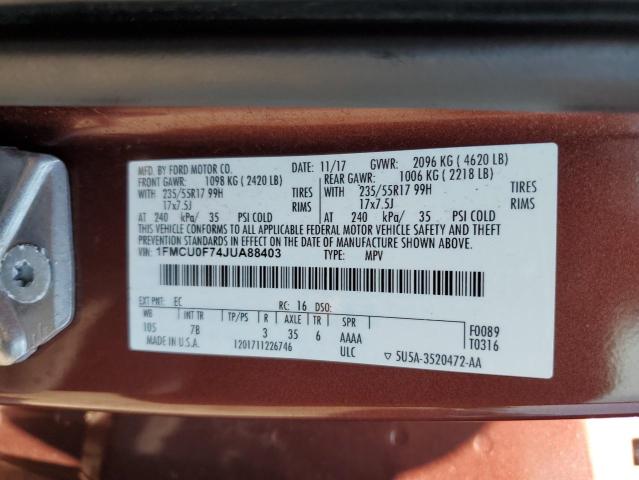 MFD. BY FORD MOTOR CO. 11/17 GVWR: 2096 KG ( 4620 LB)
FRONT GAWR: 1098 KG ( 2420 LB) REAR GAWR: 1006 KG ( 2218 LB)
WITH 235/55R17 99H TIRES WITH 235/55R17 99H TIRES
17x7.5J RIMS 17x7.5J RIMS
AT 240 kPa/ 35 PSI COLD AT 240 kPa/ 35 PSI COLD
THIS VEHICLE CONFORMS TO ALL APPLICABLE FEDERAL MOTOR VEHICLE SAFETY AND THEFT
PREVENTION STANDARDS IN EFFECT ON THE DATE OF MANUFACTURE SHOWN ABOVE.
VIN: 1FMCU0F74JUA88403 TYPE: MPV
EXT PNT: EC RC: 16 DSO:
WB INT TR TP/PS R AXLE TR SPR
105 7B 3 35 6 AAAA
F0089
T0316
MADE IN U.S.A. 1201711226746 ULC ▽ 5U5A-3520472-AA